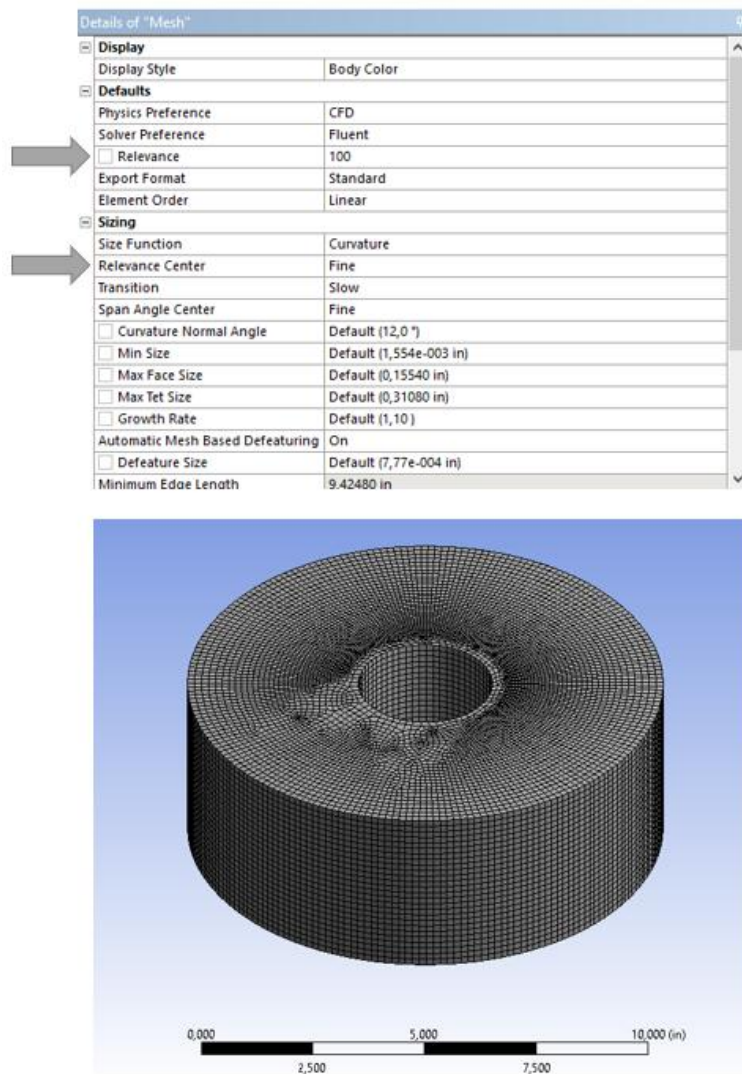 Details of "Mesh"
Display
Display Style Body Color
Defaults
Physics Preference CFD
Solver Preference Fluent
Relevance 100
Export Format Standard
Element Order Linear
Sizing
Size Function Curvature
Relevance Center Fine
Transition Slow
Span Angle Center Fine
Curvature Normal Angle Default (12,0 °)
Min Size Default (1,554e-003 in)
Max Face Size Default (0,15540 in)
Max Tet Size Default (0,31080 in)
Growth Rate Default (1,10 )
Automatic Mesh Based Defeaturing On
Defeature Size Default (7,77e-004 in)
Minimum Edge Length 9.42480 in
0,000 5,000 10,000 (in)
2,500 7,500